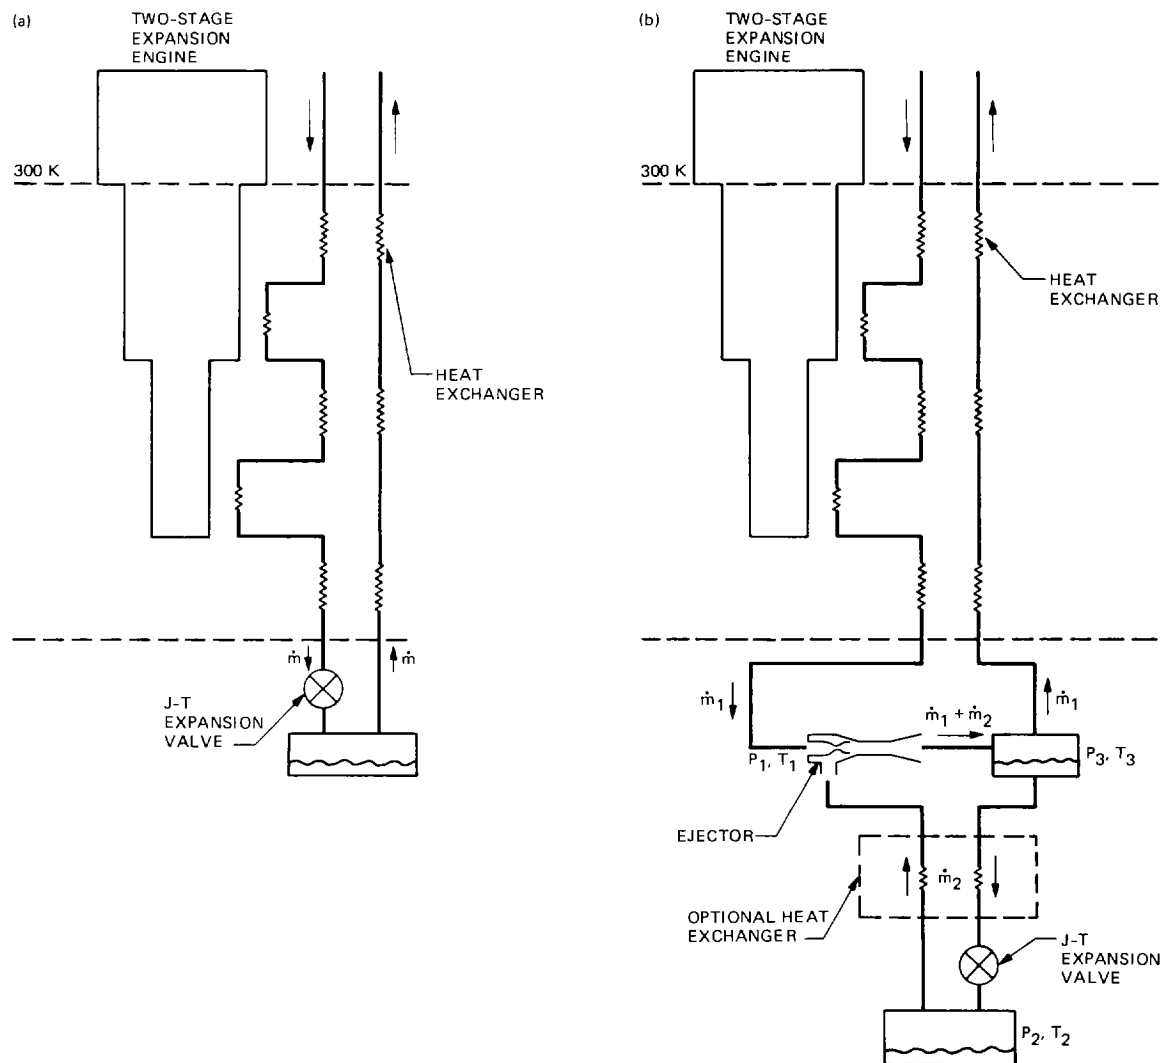 (a)
TWO-STAGE
EXPANSION
ENGINE
300 K
HEAT
EXCHANGER
ṁ
ṁ
J-T
EXPANSION
VALVE
(b)
TWO-STAGE
EXPANSION
ENGINE
300 K
HEAT
EXCHANGER
ṁ₁
ṁ₁ + ṁ₂
ṁ₁
P₁, T₁
P₃, T₃
EJECTOR
ṁ₂
OPTIONAL HEAT
EXCHANGER
J-T
EXPANSION
VALVE
P₂, T₂